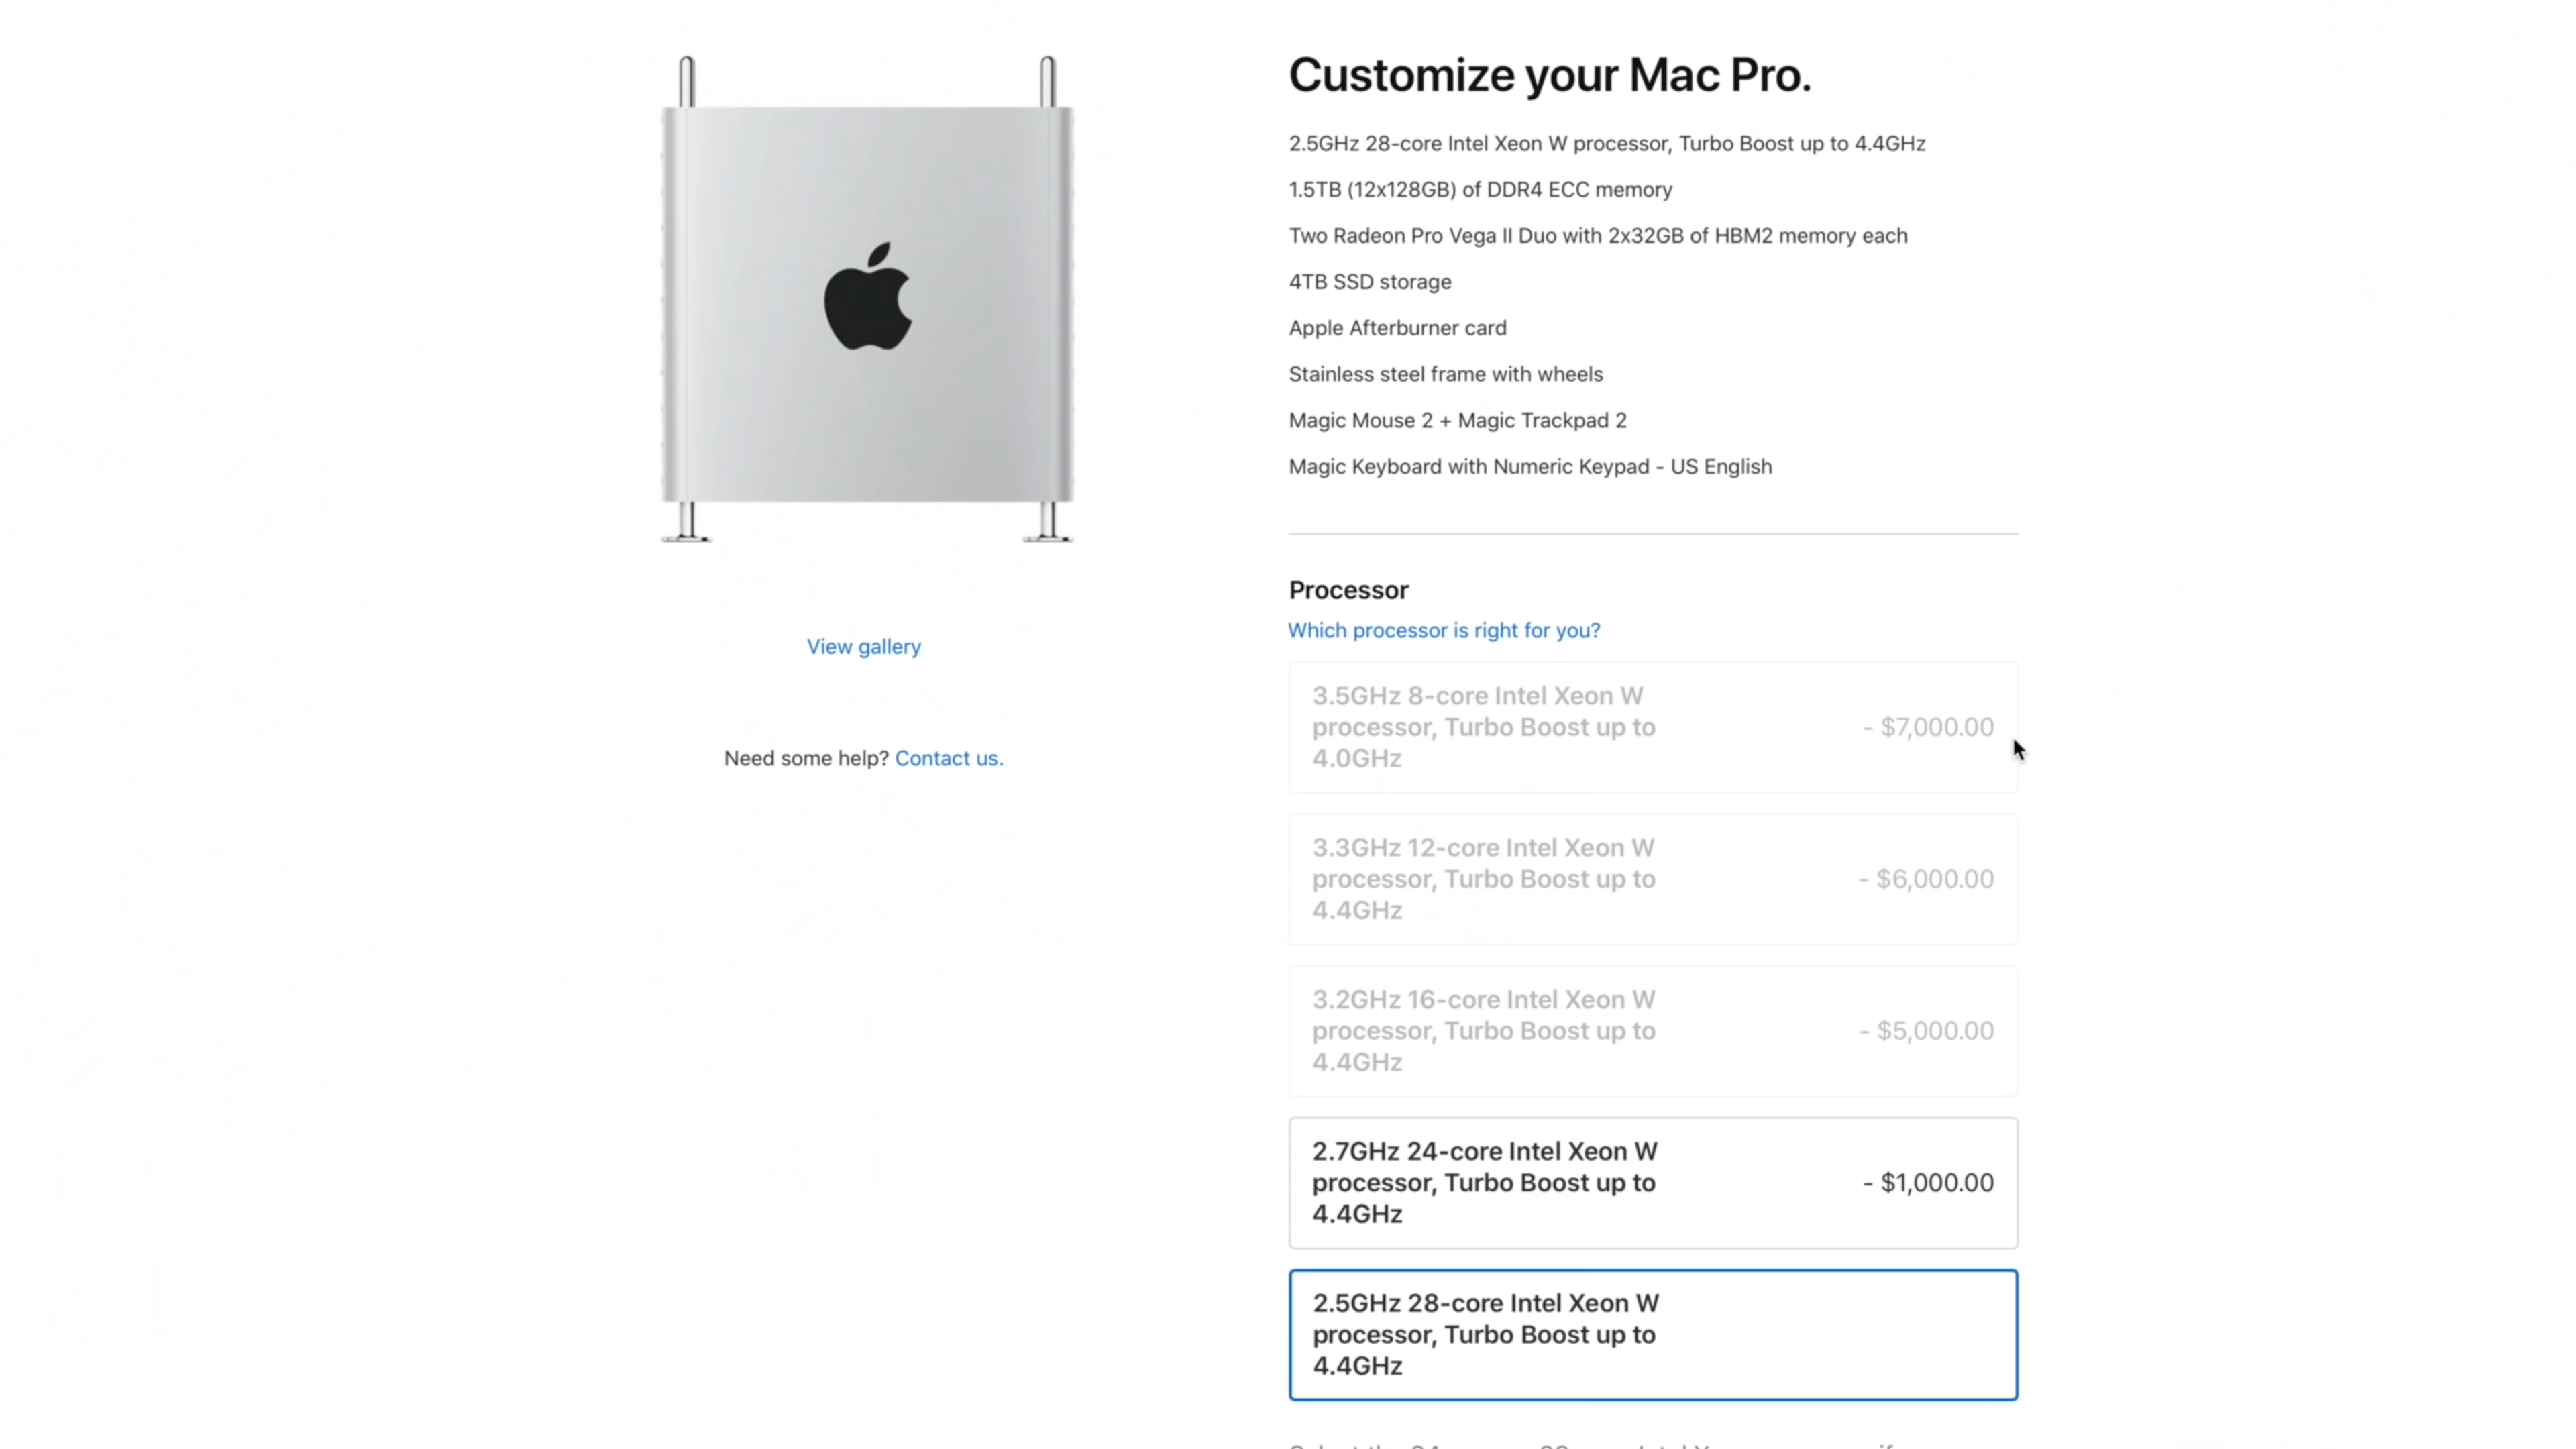 Customize your Mac Pro.
2.5GHz 28-core Intel Xeon W processor, Turbo Boost up to 4.4GHz
1.5TB (12x128GB) of DDR4 ECC memory
Two Radeon Pro Vega II Duo with 2x32GB of HBM2 memory each
4TB SSD storage
Apple Afterburner card
Stainless steel frame with wheels
Magic Mouse 2 + Magic Trackpad 2
Magic Keyboard with Numeric Keypad - US English
View gallery
Need some help? Contact us.
Processor
Which processor is right for you?
3.5GHz 8-core Intel Xeon W
processor, Turbo Boost up to
4.0GHz
- $7,000.00
3.3GHz 12-core Intel Xeon W
processor, Turbo Boost up to
4.4GHz
- $6,000.00
3.2GHz 16-core Intel Xeon W
processor, Turbo Boost up to
4.4GHz
- $5,000.00
2.7GHz 24-core Intel Xeon W
processor, Turbo Boost up to
4.4GHz
- $1,000.00
2.5GHz 28-core Intel Xeon W
processor, Turbo Boost up to
4.4GHz